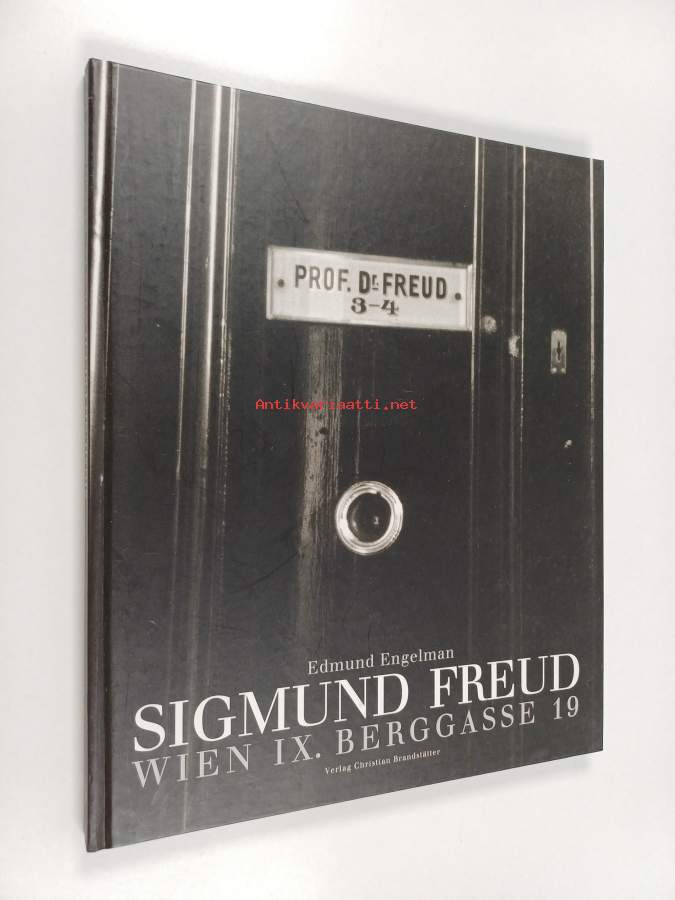 PROF. Dr. FREUD
3-4
Antikvariaatti.net
Edmund Engelman
SIGMUND FREUD
WIEN IX. BERGGASSE 19
Verlag Christian Brandstätter